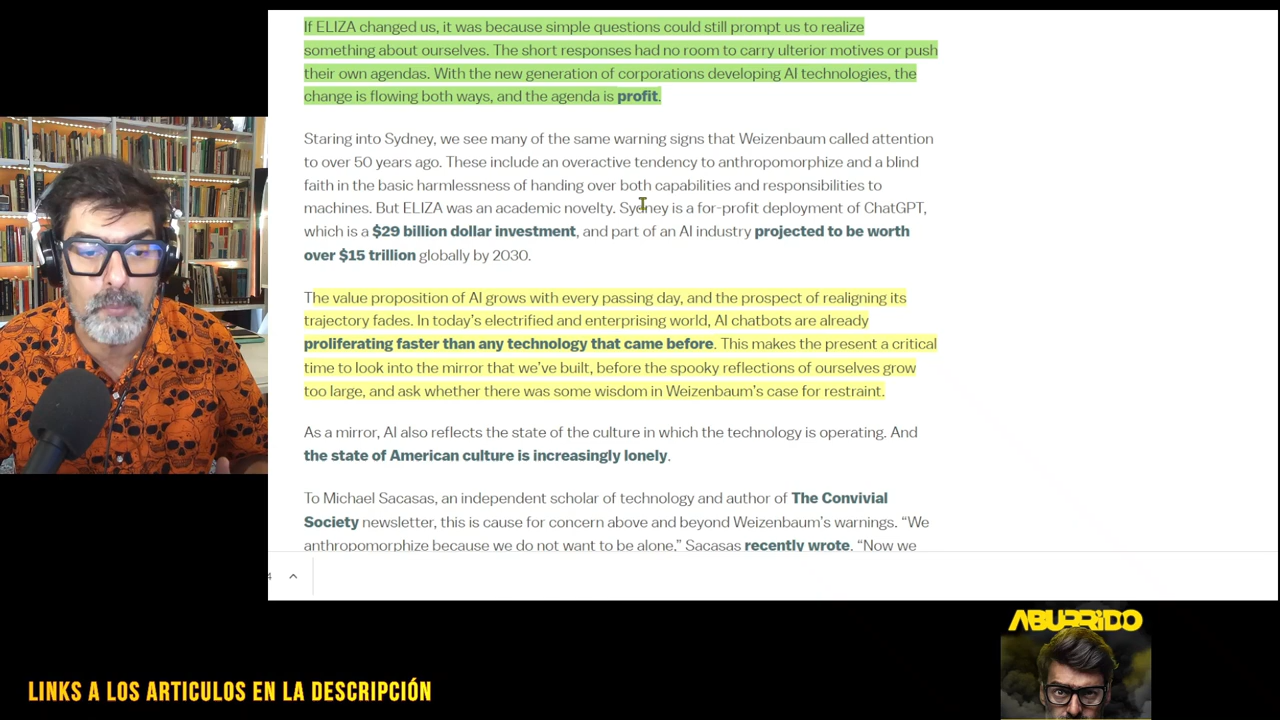 If ELIZA changed us, it was because simple questions could still prompt us to realize
something about ourselves. The short responses had no room to carry ulterior motives or push
their own agendas. With the new generation of corporations developing AI technologies, the
change is flowing both ways, and the agenda is profit.
Staring into Sydney, we see many of the same warning signs that Weizenbaum called attention
to over 50 years ago. These include an overactive tendency to anthropomorphize and a blind
faith in the basic harmlessness of handing over both capabilities and responsibilities to
machines. But ELIZA was an academic novelty. Sydney is a for-profit deployment of ChatGPT,
which is a $29 billion dollar investment, and part of an AI industry projected to be worth
over $15 trillion globally by 2030.
The value proposition of AI grows with every passing day, and the prospect of realigning its
trajectory fades. In today’s electrified and enterprising world, AI chatbots are already
proliferating faster than any technology that came before. This makes the present a critical
time to look into the mirror that we’ve built, before the spooky reflections of ourselves grow
too large, and ask whether there was some wisdom in Weizenbaum’s case for restraint.
As a mirror, AI also reflects the state of the culture in which the technology is operating. And
the state of American culture is increasingly lonely.
To Michael Sacasas, an independent scholar of technology and author of The Convivial
Society newsletter, this is cause for concern above and beyond Weizenbaum’s warnings. “We
anthropomorphize because we do not want to be alone,” Sacasas recently wrote. “Now we
4
ABURRIDO
LINKS A LOS ARTICULOS EN LA DESCRIPCIÓN